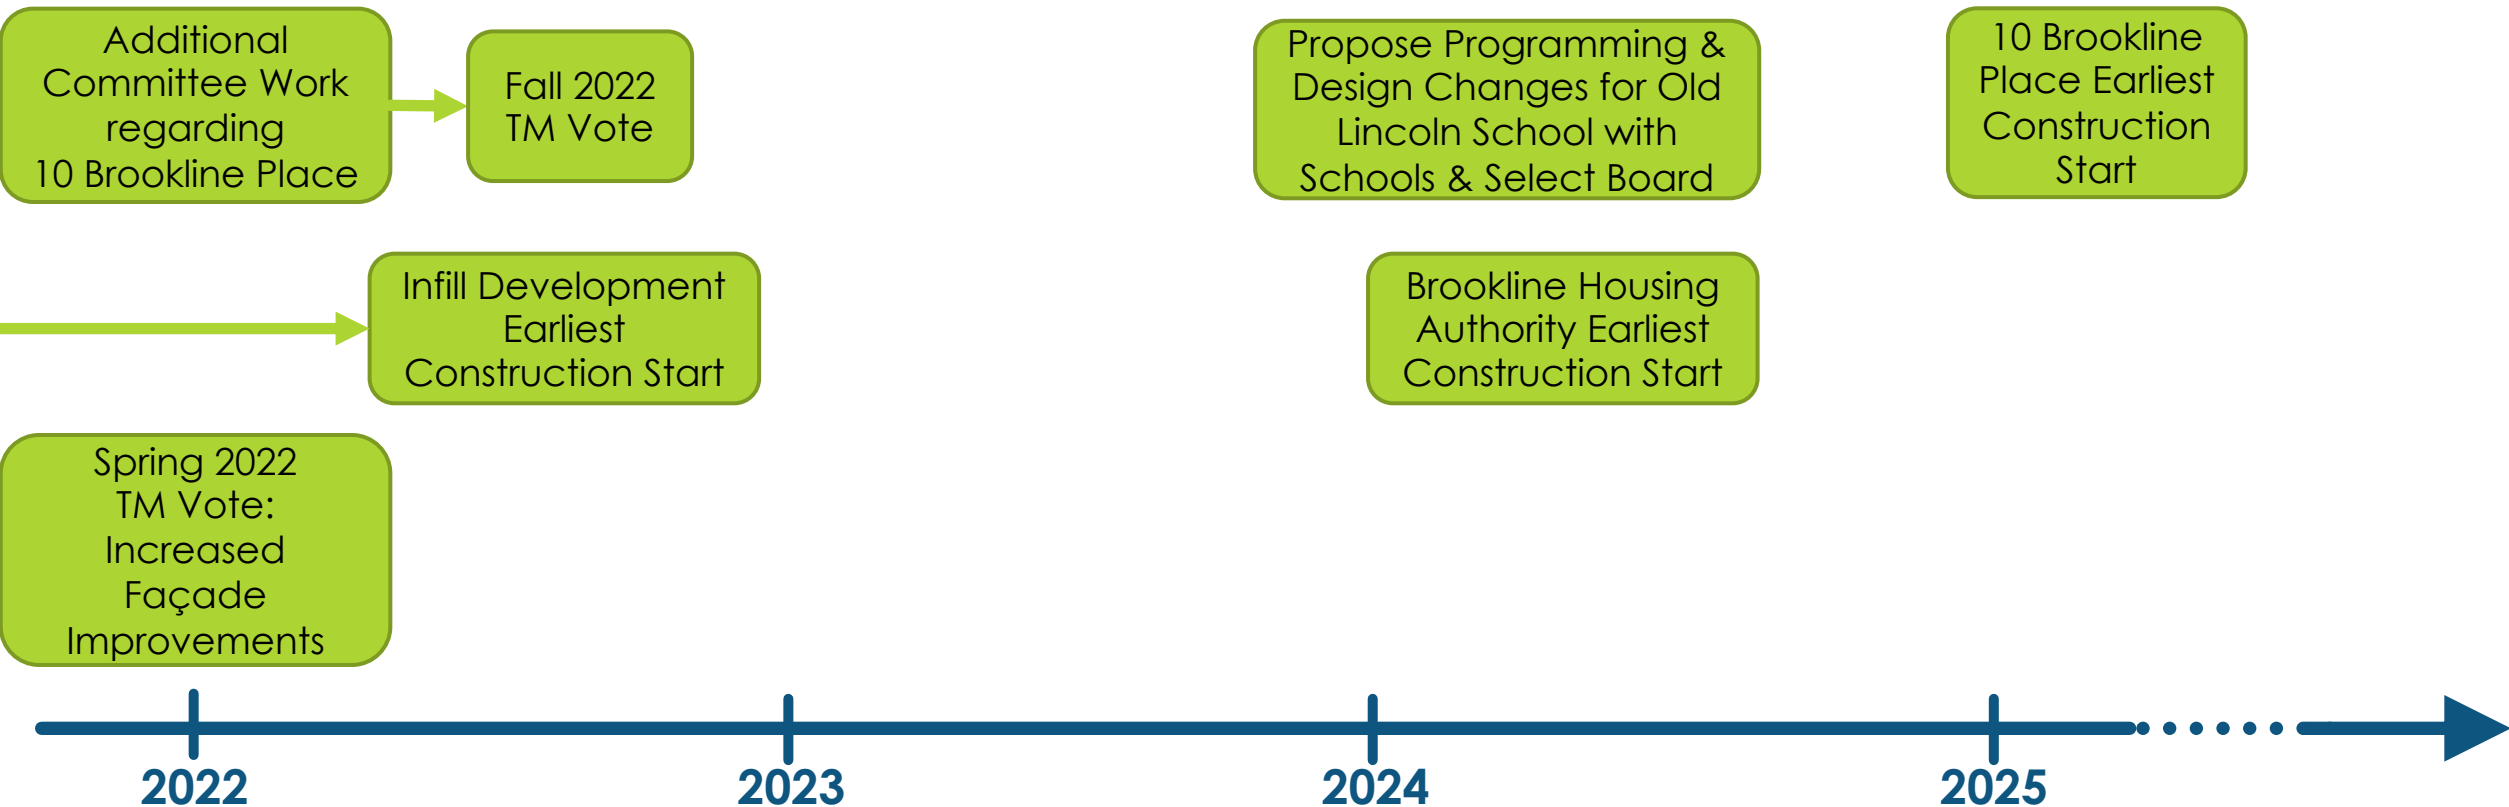 Additional
Committee Work
regarding
10 Brookline Place
Fall 2022
TM Vote
Propose Programming &
Design Changes for Old
Lincoln School with
Schools & Select Board
10 Brookline
Place Earliest
Construction
Start
Infill Development
Earliest
Construction Start
Brookline Housing
Authority Earliest
Construction Start
Spring 2022
TM Vote:
Increased
Façade
Improvements
2022
2023
2024
2025